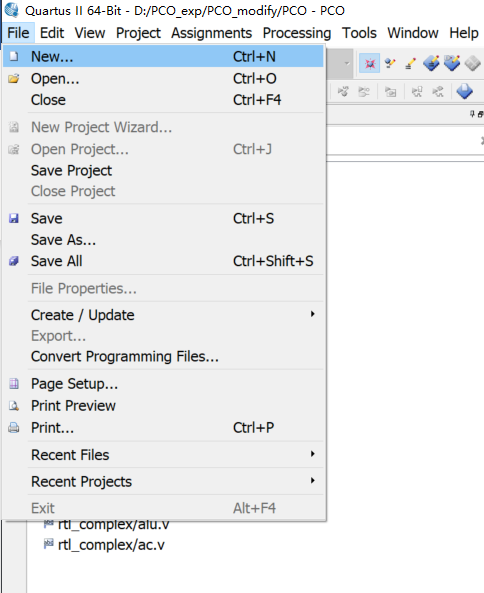 Quartus II 64-Bit - D:/PCO_exp/PCO_modify/PCO - PCO
File Edit View Project Assignments Processing Tools Window Help
New... Ctrl+N
Open... Ctrl+O
Close Ctrl+F4
New Project Wizard...
Open Project... Ctrl+J
Save Project
Close Project
Save Ctrl+S
Save As...
Save All Ctrl+Shift+S
File Properties...
Create / Update
Export...
Convert Programming Files...
Page Setup...
Print Preview
Print... Ctrl+P
Recent Files
Recent Projects
Exit Alt+F4
rtl_complex/alu.v
rtl_complex/ac.v